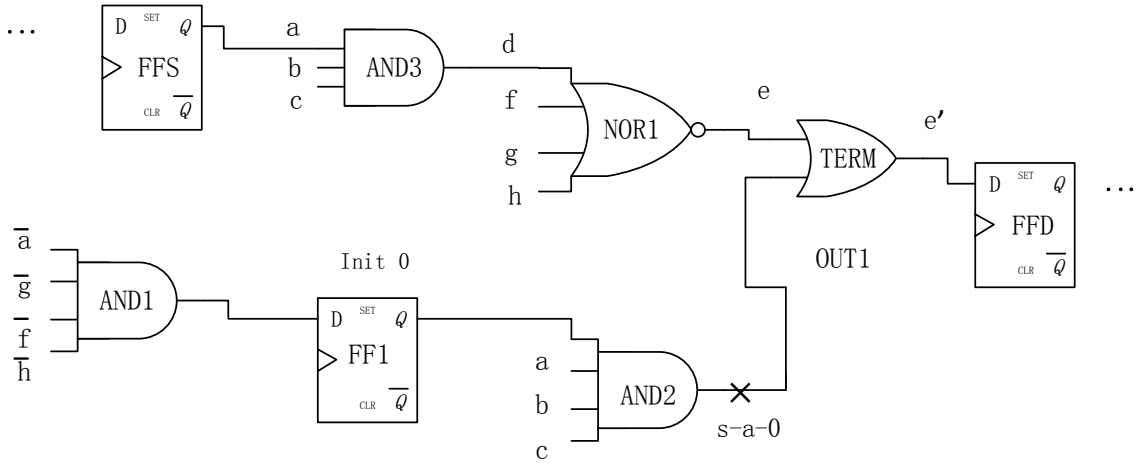 ...
D SET Q
FFS
CLR Q̅
a
b
c
AND3
d
f
g
h
NOR1
e
TERM
e'
D SET Q
FFD
CLR Q̅
...
OUT1
a̅
g̅
f̅
h̅
AND1
Init 0
D SET Q
FF1
CLR Q̅
a
b
c
AND2
s-a-0